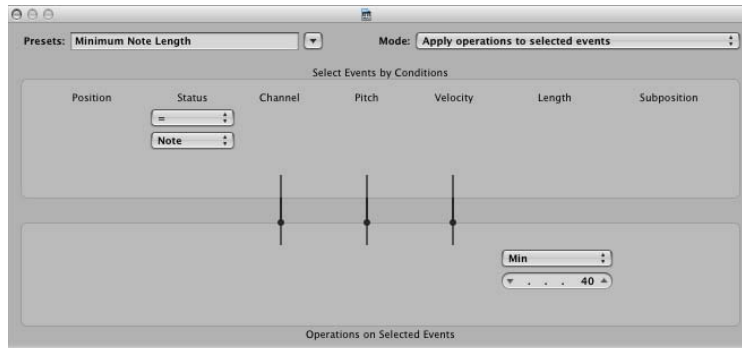 Presets: Minimum Note Length Mode: Apply operations to selected events
Select Events by Conditions
Position Status Channel Pitch Velocity Length Subposition
=
Note
Min
. . . 40
Operations on Selected Events